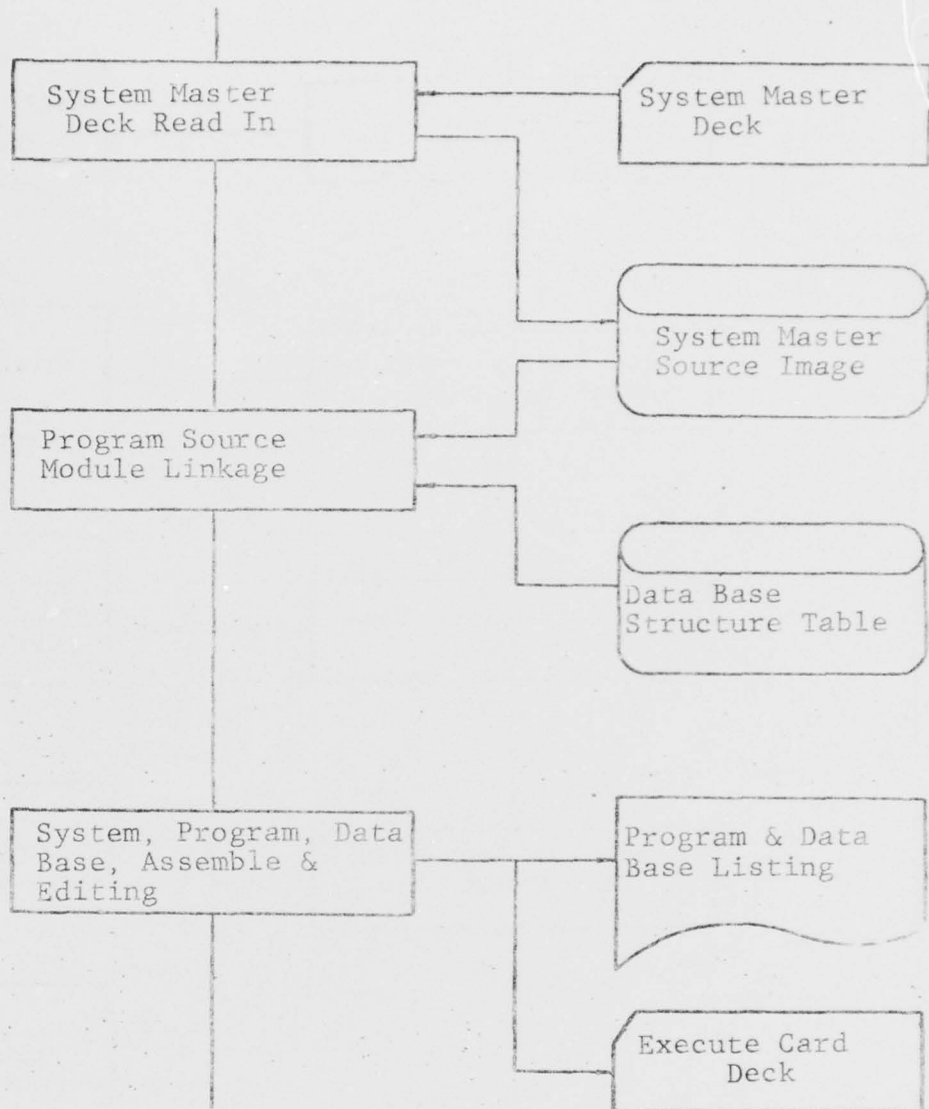 System Master
Deck Read In
System Master
Deck
System Master
Source Image
Program Source
Module Linkage
Data Base
Structure Table
System, Program, Data
Base, Assemble &
Editing
Program & Data
Base Listing
Execute Card
Deck